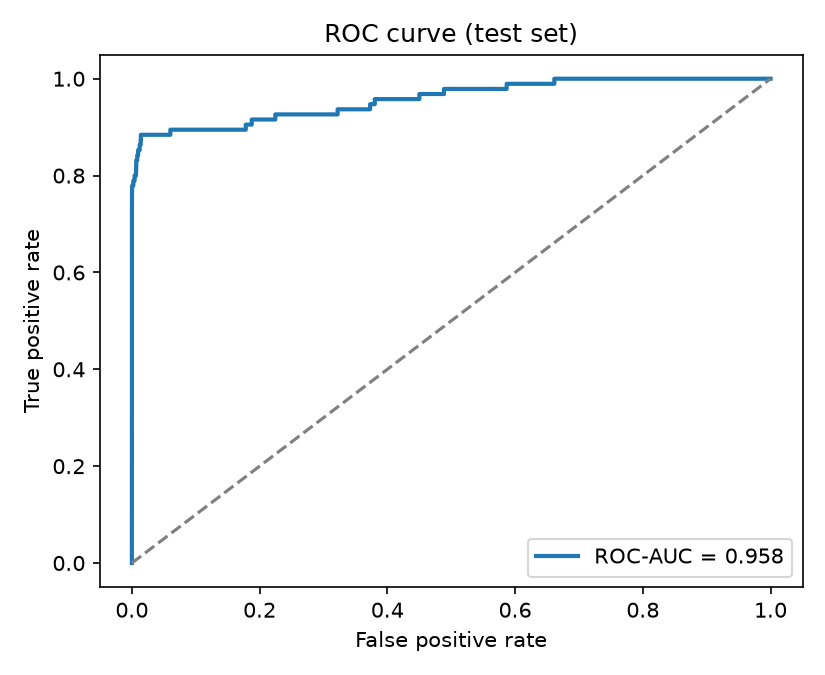 ROC curve (test set)
True positive rate
1.0
0.8
0.6
0.4
0.2
0.0
ROC-AUC = 0.958
0.0 0.2 0.4 0.6 0.8 1.0
False positive rate